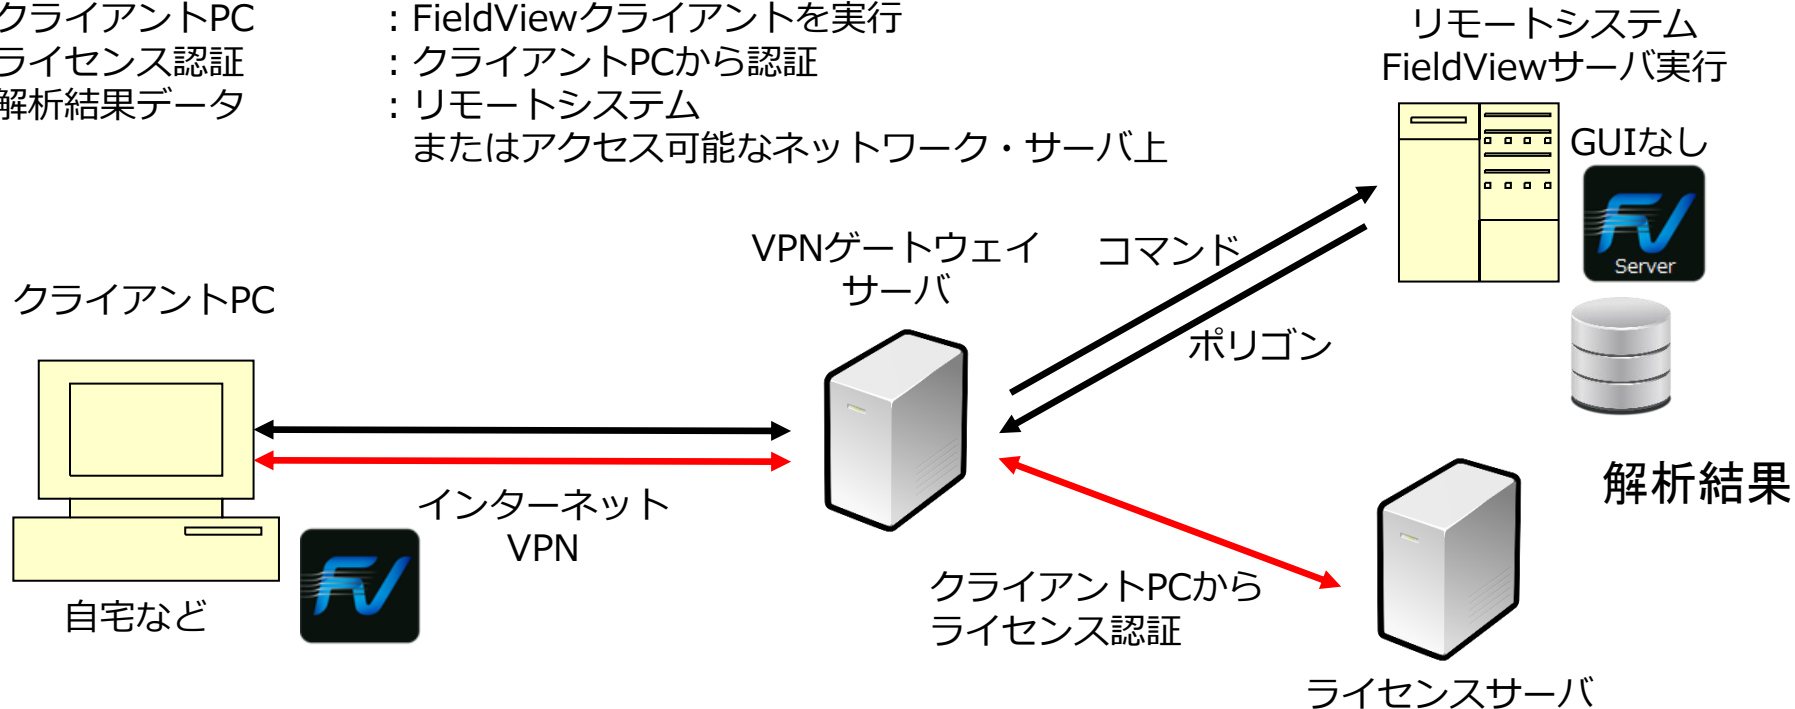 クライアントPC ：FieldViewクライアントを実行
ライセンス認証 ：クライアントPCから認証
解析結果データ ：リモートシステム
またはアクセス可能なネットワーク・サーバ上
リモートシステム
FieldViewサーバ実行
GUIなし
Server
VPNゲートウェイ
サーバ
コマンド
ポリゴン
クライアントPC
インターネット
VPN
自宅など
FV
解析結果
クライアントPCから
ライセンス認証
ライセンスサーバ